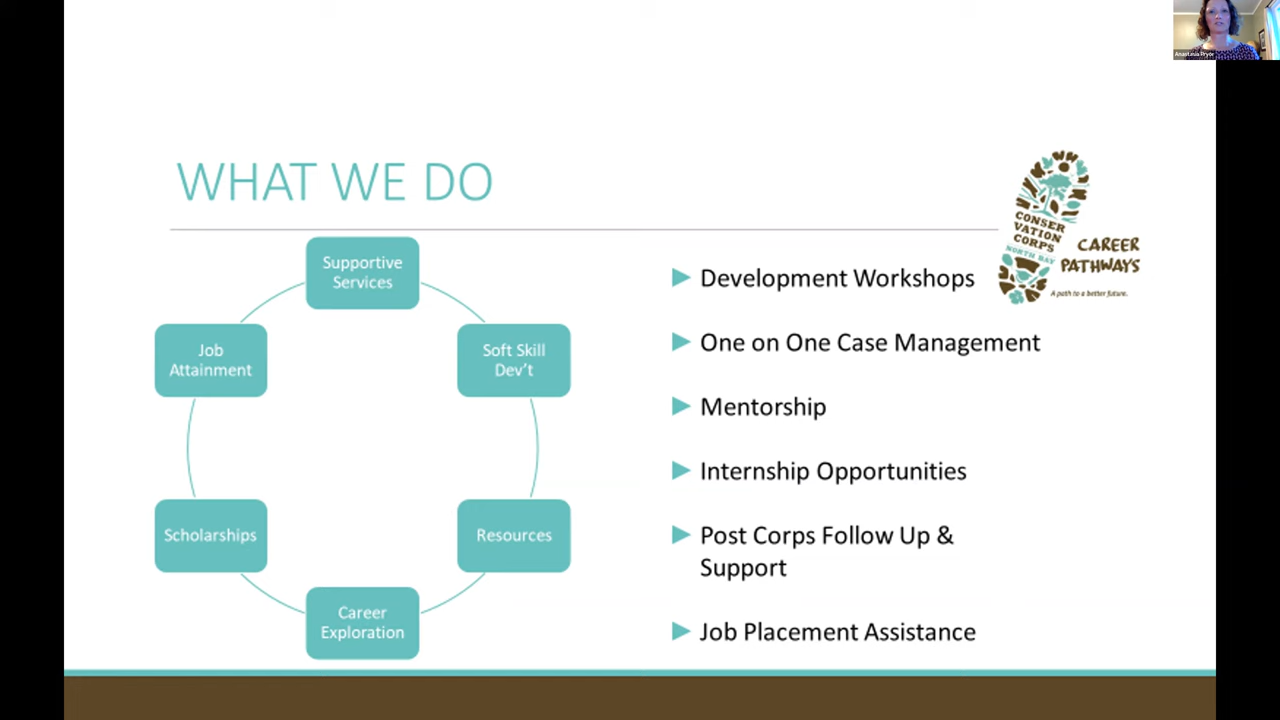 Anastasia Pryor
WHAT WE DO
Supportive
Services
Soft Skill
Dev't
Resources
Career
Exploration
Scholarships
Job
Attainment
CONSER
VATION
CORPS
NORTH BAY
CAREER
PATHWAYS
A path to a better future.
Development Workshops
One on One Case Management
Mentorship
Internship Opportunities
Post Corps Follow Up &
Support
Job Placement Assistance